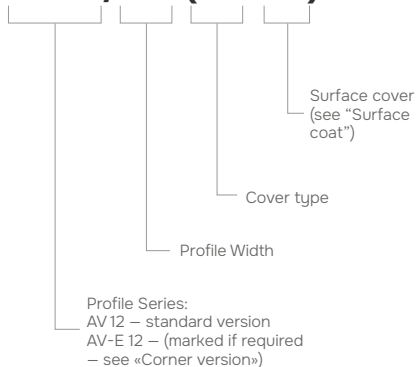 Surface cover
(see “Surface
coat”)
Cover type
Profile Width
Profile Series:
AV 12 — standard version
AV-E 12 — (marked if required
— see «Corner version»)